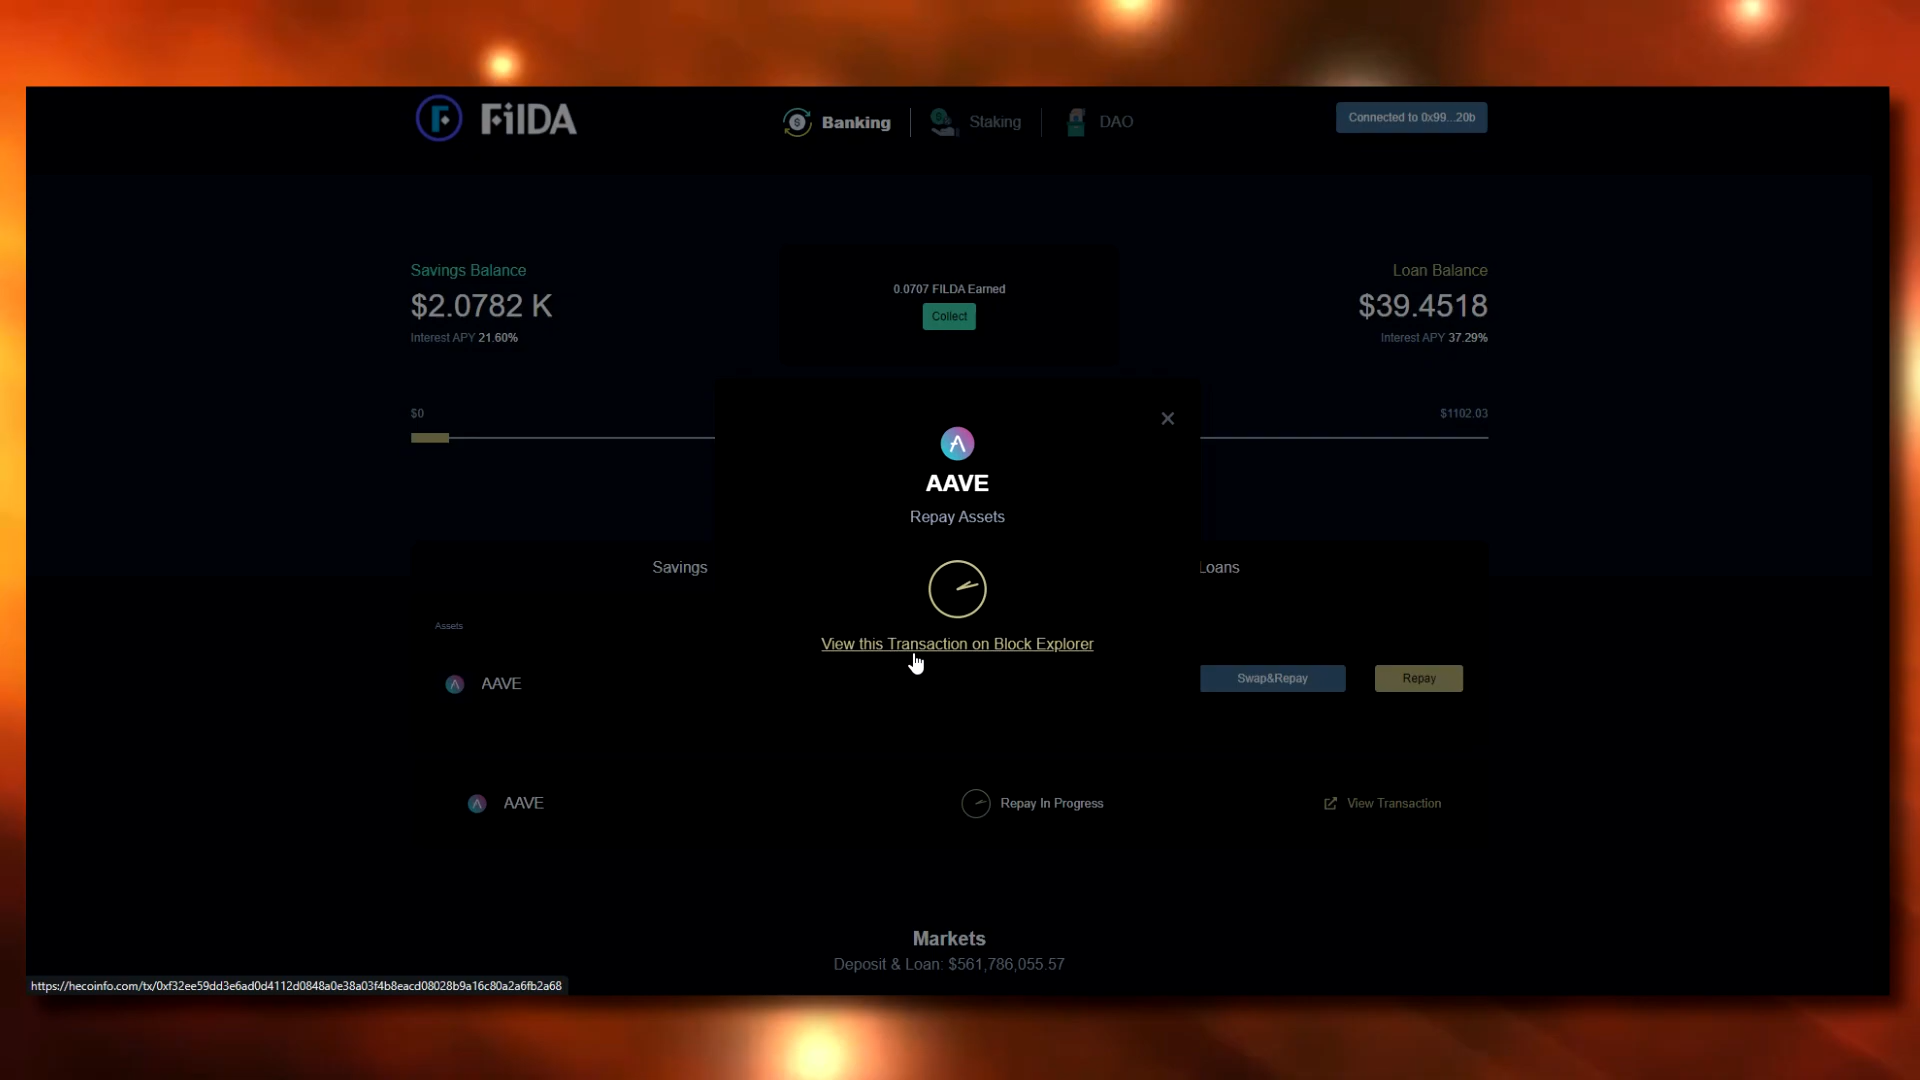 FilDA
Banking
Staking
DAO
Connected to 0x99...20b
Savings Balance
$2.0782 K
Interest APY 21.60%
0.0707 FILDA Earned
Collect
Loan Balance
$39.4518
Interest APY 37.29%
$0
$1102.03
AAVE
Repay Assets
View this Transaction on Block Explorer
Savings
Loans
Assets
AAVE
Swap&Repay
Repay
AAVE
Repay In Progress
View Transaction
Markets
Deposit & Loan: $561,786,055.57
https://hecoinfo.com/tx/0xf32ee59dd3e6ad0d4112d0848a0e38a03f4b8eacd08028b9a16c80a2a6fb2a68